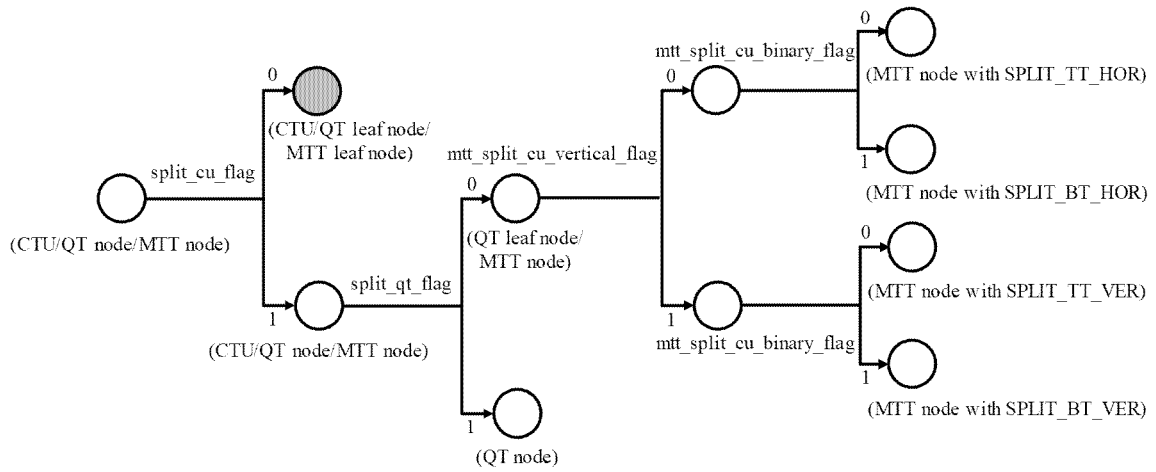 split_cu_flag
0
1
(CTU/QT node/MTT node)
(CTU/QT leaf node/
MTT leaf node)
split_qt_flag
0
1
(CTU/QT node/MTT node)
mtt_split_cu_vertical_flag
0
1
(QT leaf node/
MTT node)
(QT node)
mtt_split_cu_binary_flag
0
1
(MTT node with SPLIT_TT_HOR)
(MTT node with SPLIT_BT_HOR)
mtt_split_cu_binary_flag
0
1
(MTT node with SPLIT_TT_VER)
(MTT node with SPLIT_BT_VER)